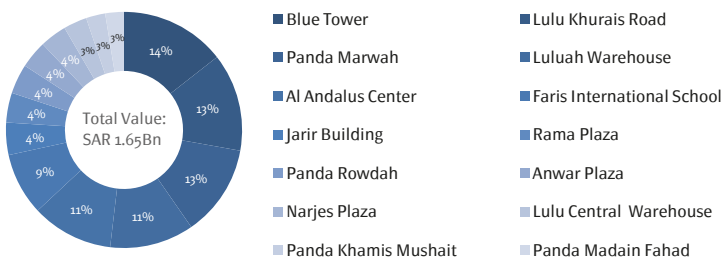 14%
13%
13%
11%
11%
9%
4%
4%
4%
4%
4%
3%
3%
3%
Total Value:
SAR 1.65Bn
Blue Tower
Lulu Khurais Road
Panda Marwah
Luluah Warehouse
Al Andalus Center
Faris International School
Jarir Building
Rama Plaza
Panda Rowdah
Anwar Plaza
Narjes Plaza
Lulu Central Warehouse
Panda Khamis Mushait
Panda Madain Fahad